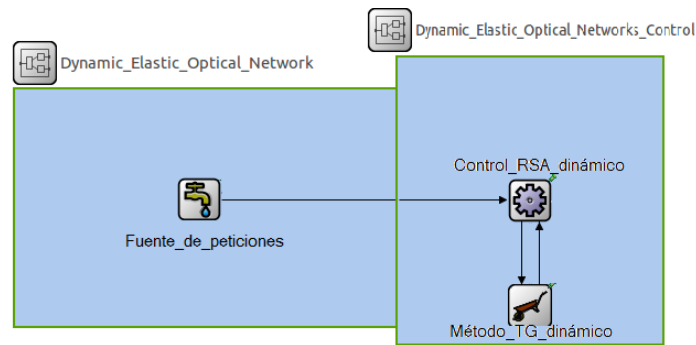 Dynamic_Elastic_Optical_Networks_Control
Dynamic_Elastic_Optical_Network
Control_RSA_dinámico
Fuente_de_peticiones
Método_TG_dinámico